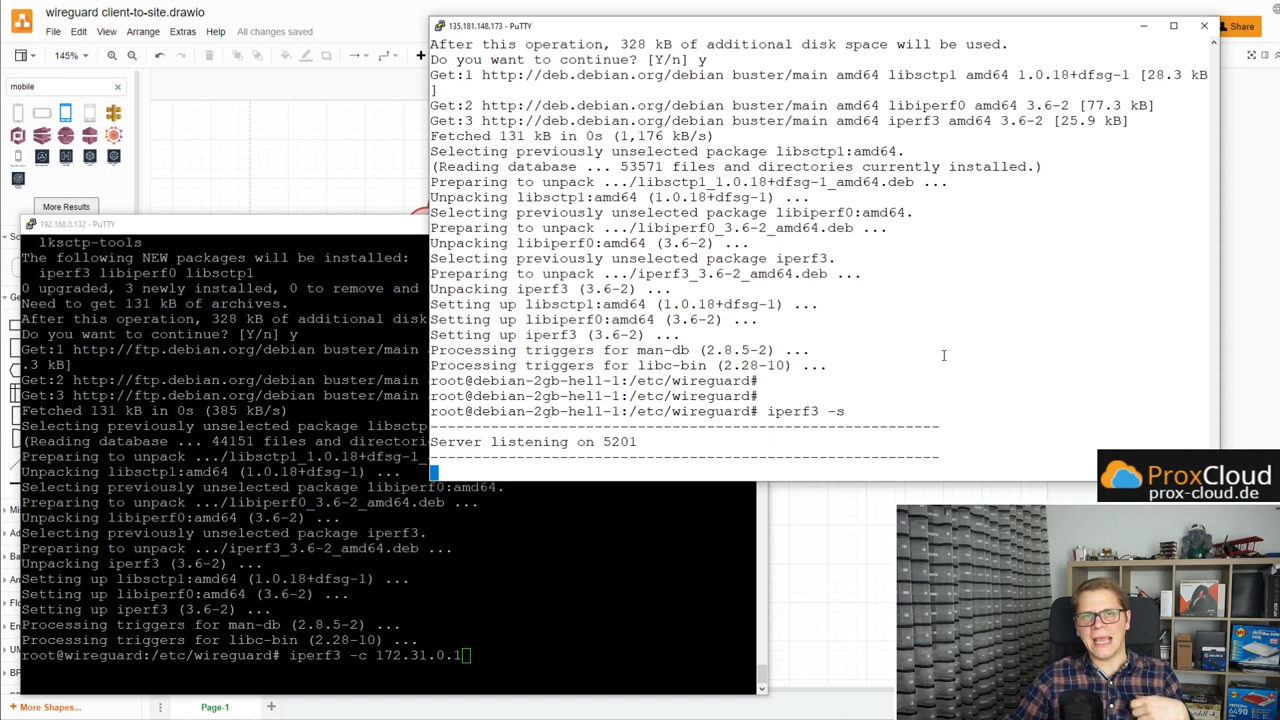 wireguard client-to-site.drawio
File Edit View Arrange Extras Help All changes saved
Share
145%
mobile
More Results
135.181.148.173 - PuTTY
After this operation, 328 kB of additional disk space will be used.
Do you want to continue? [Y/n] y
Get:1 http://deb.debian.org/debian buster/main amd64 libsctp1 amd64 1.0.18+dfsg-1 [28.3 kB
]
Get:2 http://deb.debian.org/debian buster/main amd64 libiperf0 amd64 3.6-2 [77.3 kB]
Get:3 http://deb.debian.org/debian buster/main amd64 iperf3 amd64 3.6-2 [25.9 kB]
Fetched 131 kB in 0s (1,176 kB/s)
Selecting previously unselected package libsctp1:amd64.
(Reading database ... 53571 files and directories currently installed.)
Preparing to unpack .../libsctp1_1.0.18+dfsg-1_amd64.deb ...
Unpacking libsctp1:amd64 (1.0.18+dfsg-1) ...
Selecting previously unselected package libiperf0:amd64.
Preparing to unpack .../libiperf0_3.6-2_amd64.deb ...
Unpacking libiperf0:amd64 (3.6-2) ...
Selecting previously unselected package iperf3.
Preparing to unpack .../iperf3_3.6-2_amd64.deb ...
Unpacking iperf3 (3.6-2) ...
Setting up libsctp1:amd64 (1.0.18+dfsg-1) ...
Setting up libiperf0:amd64 (3.6-2) ...
Setting up iperf3 (3.6-2) ...
Processing triggers for man-db (2.8.5-2) ...
Processing triggers for libc-bin (2.28-10) ...
root@debian-2gb-hel1-1:/etc/wireguard#
root@debian-2gb-hel1-1:/etc/wireguard#
root@debian-2gb-hel1-1:/etc/wireguard# iperf3 -s
-----------------------------------------------------------
Server listening on 5201
-----------------------------------------------------------
192.168.0.132 - PuTTY
lksctp-tools
The following NEW packages will be installed:
iperf3 libiperf0 libsctp1
0 upgraded, 3 newly installed, 0 to remove and
Need to get 131 kB of archives.
After this operation, 328 kB of additional disk
Do you want to continue? [Y/n] y
Get:1 http://ftp.debian.org/debian buster/main
.3 kB]
Get:2 http://ftp.debian.org/debian buster/main
Get:3 http://ftp.debian.org/debian buster/main
Fetched 131 kB in 0s (385 kB/s)
Selecting previously unselected package libsctp
(Reading database ... 44151 files and directori
Preparing to unpack .../libsctp1_1.0.18+dfsg-1_
Unpacking libsctp1:amd64 (1.0.18+dfsg-1) ...
Selecting previously unselected package libiperf0:amd64.
Preparing to unpack .../libiperf0_3.6-2_amd64.deb ...
Unpacking libiperf0:amd64 (3.6-2) ...
Selecting previously unselected package iperf3.
Preparing to unpack .../iperf3_3.6-2_amd64.deb ...
Unpacking iperf3 (3.6-2) ...
Setting up libsctp1:amd64 (1.0.18+dfsg-1) ...
Setting up libiperf0:amd64 (3.6-2) ...
Setting up iperf3 (3.6-2) ...
Processing triggers for man-db (2.8.5-2) ...
Processing triggers for libc-bin (2.28-10) ...
root@wireguard:/etc/wireguard# iperf3 -c 172.31.0.1
ProxCloud
prox-cloud.de
More Shapes...
Page-1
6490